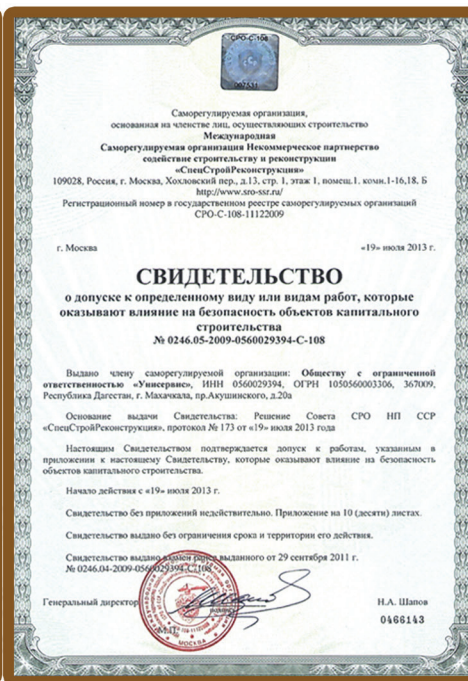 СРО-С-108
007531
Саморегулируемая организация,
основанная на членстве лиц, осуществляющих строительство
Международная
Саморегулируемая организация Некоммерческое партнерство
содействие строительству и реконструкции
«СпецСтройРеконструкция»
109028, Россия, г. Москва, Хохловский пер., д.13, стр. 1, этаж 1, помещ.1. комн.1-16,18. Б
http://www.sro-ssr.ru/
Регистрационный номер в государственном реестре саморегулируемых организаций
СРО-С-108-11122009
г. Москва «19» июля 2013 г.
СВИДЕТЕЛЬСТВО
о допуске к определенному виду или видам работ, которые
оказывают влияние на безопасность объектов капитального
строительства
№ 0246.05-2009-0560029394-С-108
Выдано члену саморегулируемой организации: Обществу с ограниченной
ответственностью «Унисервис», ИНН 0560029394, ОГРН 1050560003306, 367009,
Республика Дагестан, г. Махачкала, пр.Акушинского, д.20а
Основание выдачи Свидетельства: Решение Совета СРО НП ССР
«СпецСтройРеконструкция», протокол № 173 от «19» июля 2013 года
Настоящим Свидетельством подтверждается допуск к работам, указанным в
приложении к настоящему Свидетельству, которые оказывают влияние на безопасность
объектов капитального строительства.
Начало действия с «19» июля 2013 г.
Свидетельство без приложений недействительно. Приложение на 10 (десяти) листах.
Свидетельство выдано без ограничения срока и территории его действия.
Свидетельство выдано взамен ранее выданного от 29 сентября 2011 г.
№ 0246.04-2009-0560029394-С-108
Генеральный директор Н.А. Шапов
М.П.
МОСКВА
0466143